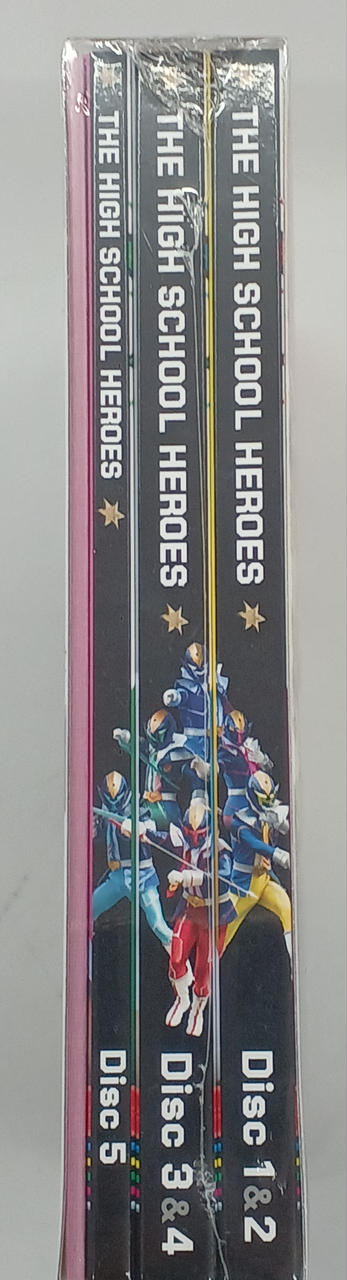 THE HIGH SCHOOL HEROES
Disc 5
THE HIGH SCHOOL HEROES
Disc 3 & 4
THE HIGH SCHOOL HEROES
Disc 1 & 2